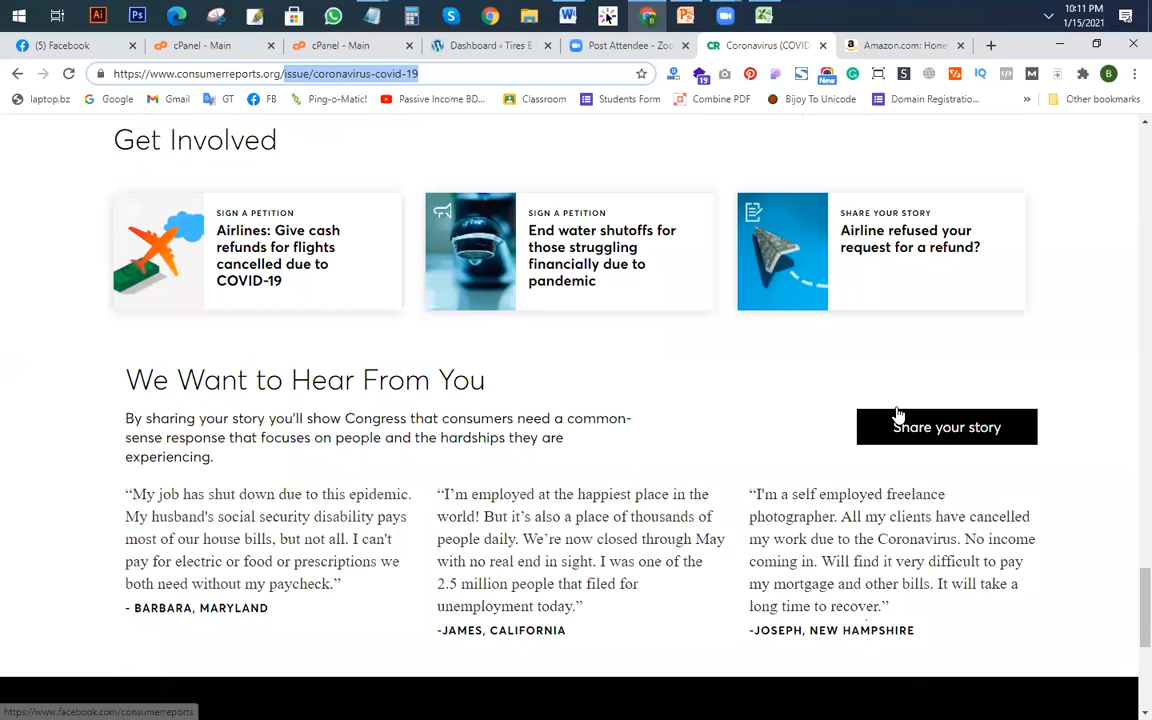 10:11 PM
1/15/2021
(5) Facebook
cPanel - Main
cPanel - Main
Dashboard ‹ Tires E
Post Attendee - Zoo
CR Coronavirus (COVID
Amazon.com: Hone
https://www.consumerreports.org/issue/coronavirus-covid-19
19
New
laptop.bz
Google
Gmail
GT
FB
Ping-o-Matic!
Passive Income BD...
Classroom
Students Form
Combine PDF
Bijoy To Unicode
Domain Registratio...
»
Other bookmarks
Get Involved
SIGN A PETITION
Airlines: Give cash
refunds for flights
cancelled due to
COVID-19
SIGN A PETITION
End water shutoffs for
those struggling
financially due to
pandemic
SHARE YOUR STORY
Airline refused your
request for a refund?
We Want to Hear From You
By sharing your story you'll show Congress that consumers need a common-
sense response that focuses on people and the hardships they are
experiencing.
Share your story
“My job has shut down due to this epidemic.
My husband's social security disability pays
most of our house bills, but not all. I can't
pay for electric or food or prescriptions we
both need without my paycheck.”
- BARBARA, MARYLAND
“I’m employed at the happiest place in the
world! But it’s also a place of thousands of
people daily. We’re now closed through May
with no real end in sight. I was one of the
2.5 million people that filed for
unemployment today.”
-JAMES, CALIFORNIA
“I'm a self employed freelance
photographer. All my clients have cancelled
my work due to the Coronavirus. No income
coming in. Will find it very difficult to pay
my mortgage and other bills. It will take a
long time to recover.”
-JOSEPH, NEW HAMPSHIRE
https://www.facebook.com/consumerreports